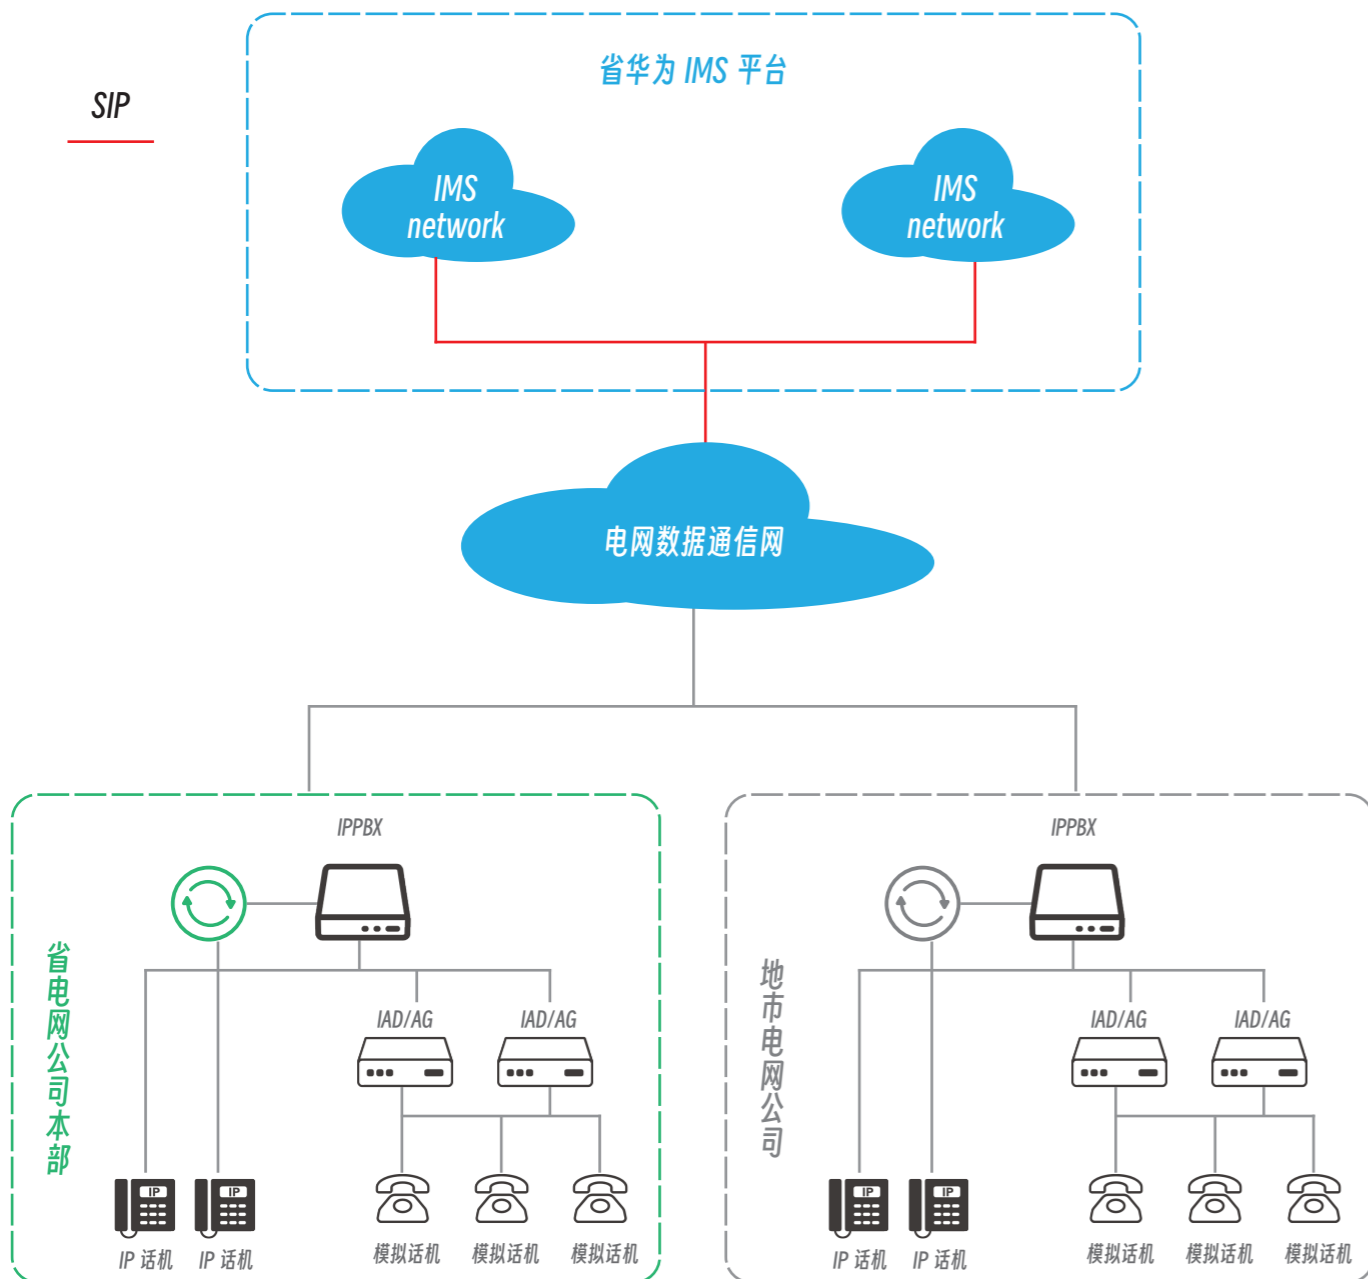 SIP
省华为 IMS 平台
IMS
network
IMS
network
电网数据通信网
省电网公司本部
IPPBX
IAD/AG
IAD/AG
IP
IP
IP 话机
IP 话机
模拟话机
模拟话机
模拟话机
地市电网公司
IPPBX
IAD/AG
IAD/AG
IP
IP
IP 话机
IP 话机
模拟话机
模拟话机
模拟话机